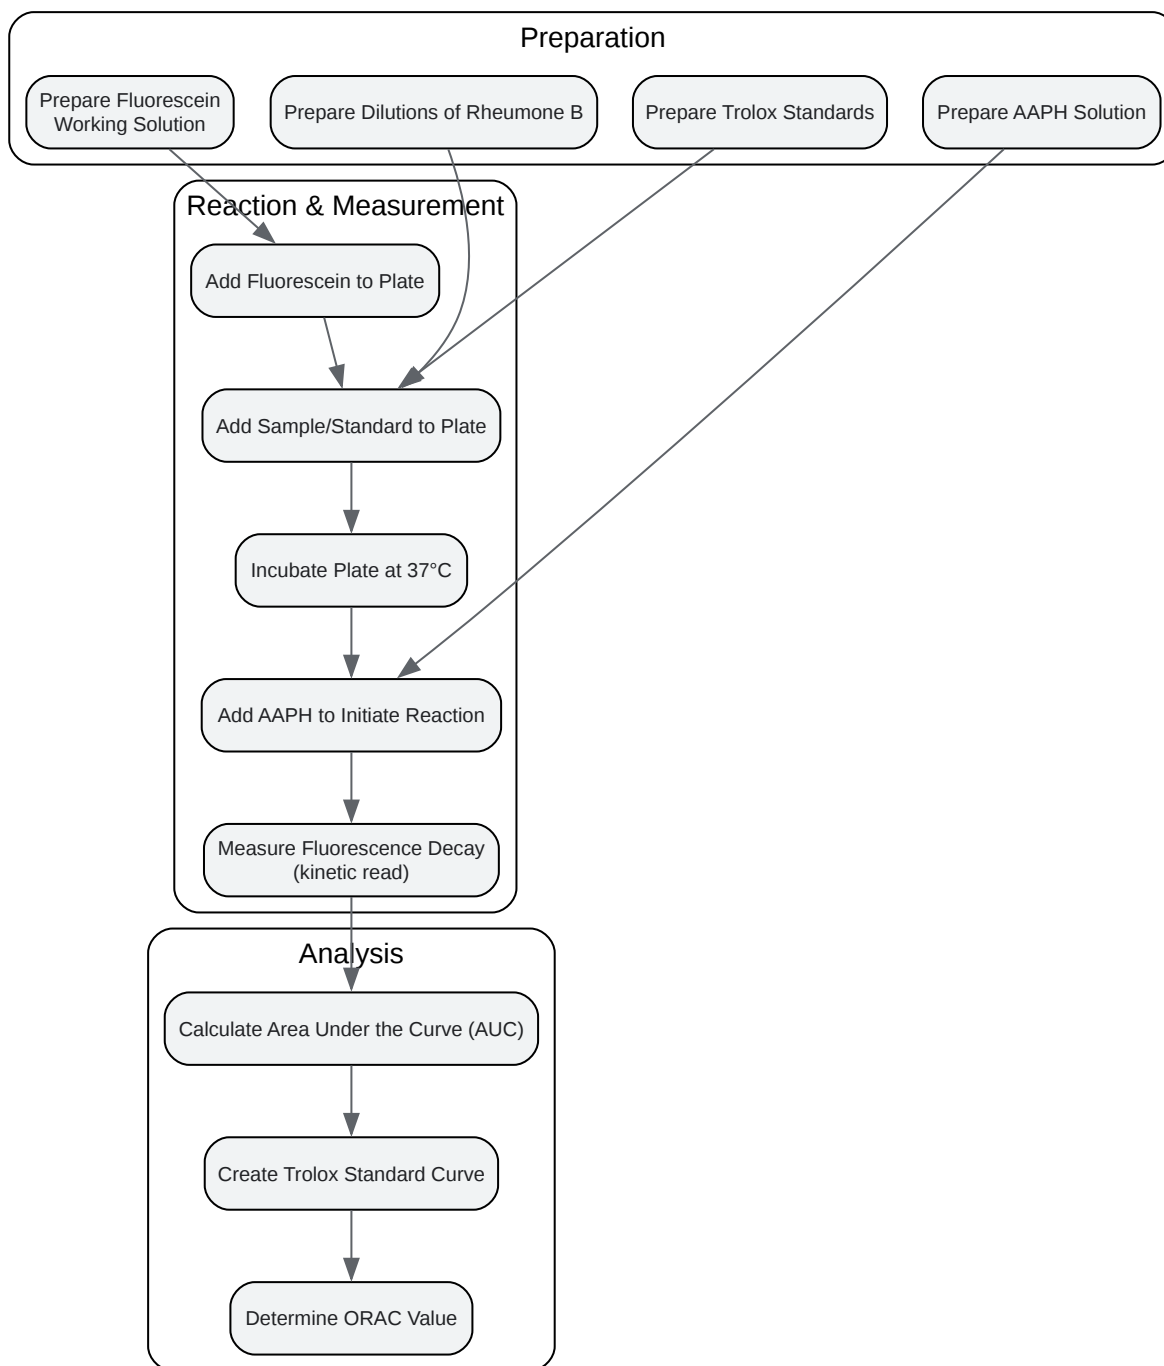 Preparation
Prepare Fluorescein
Working Solution
Prepare Dilutions of Rheumone B
Prepare Trolox Standards
Prepare AAPH Solution
Reaction & Measurement
Add Fluorescein to Plate
Add Sample/Standard to Plate
Incubate Plate at 37°C
Add AAPH to Initiate Reaction
Measure Fluorescence Decay
(kinetic read)
Analysis
Calculate Area Under the Curve (AUC)
Create Trolox Standard Curve
Determine ORAC Value